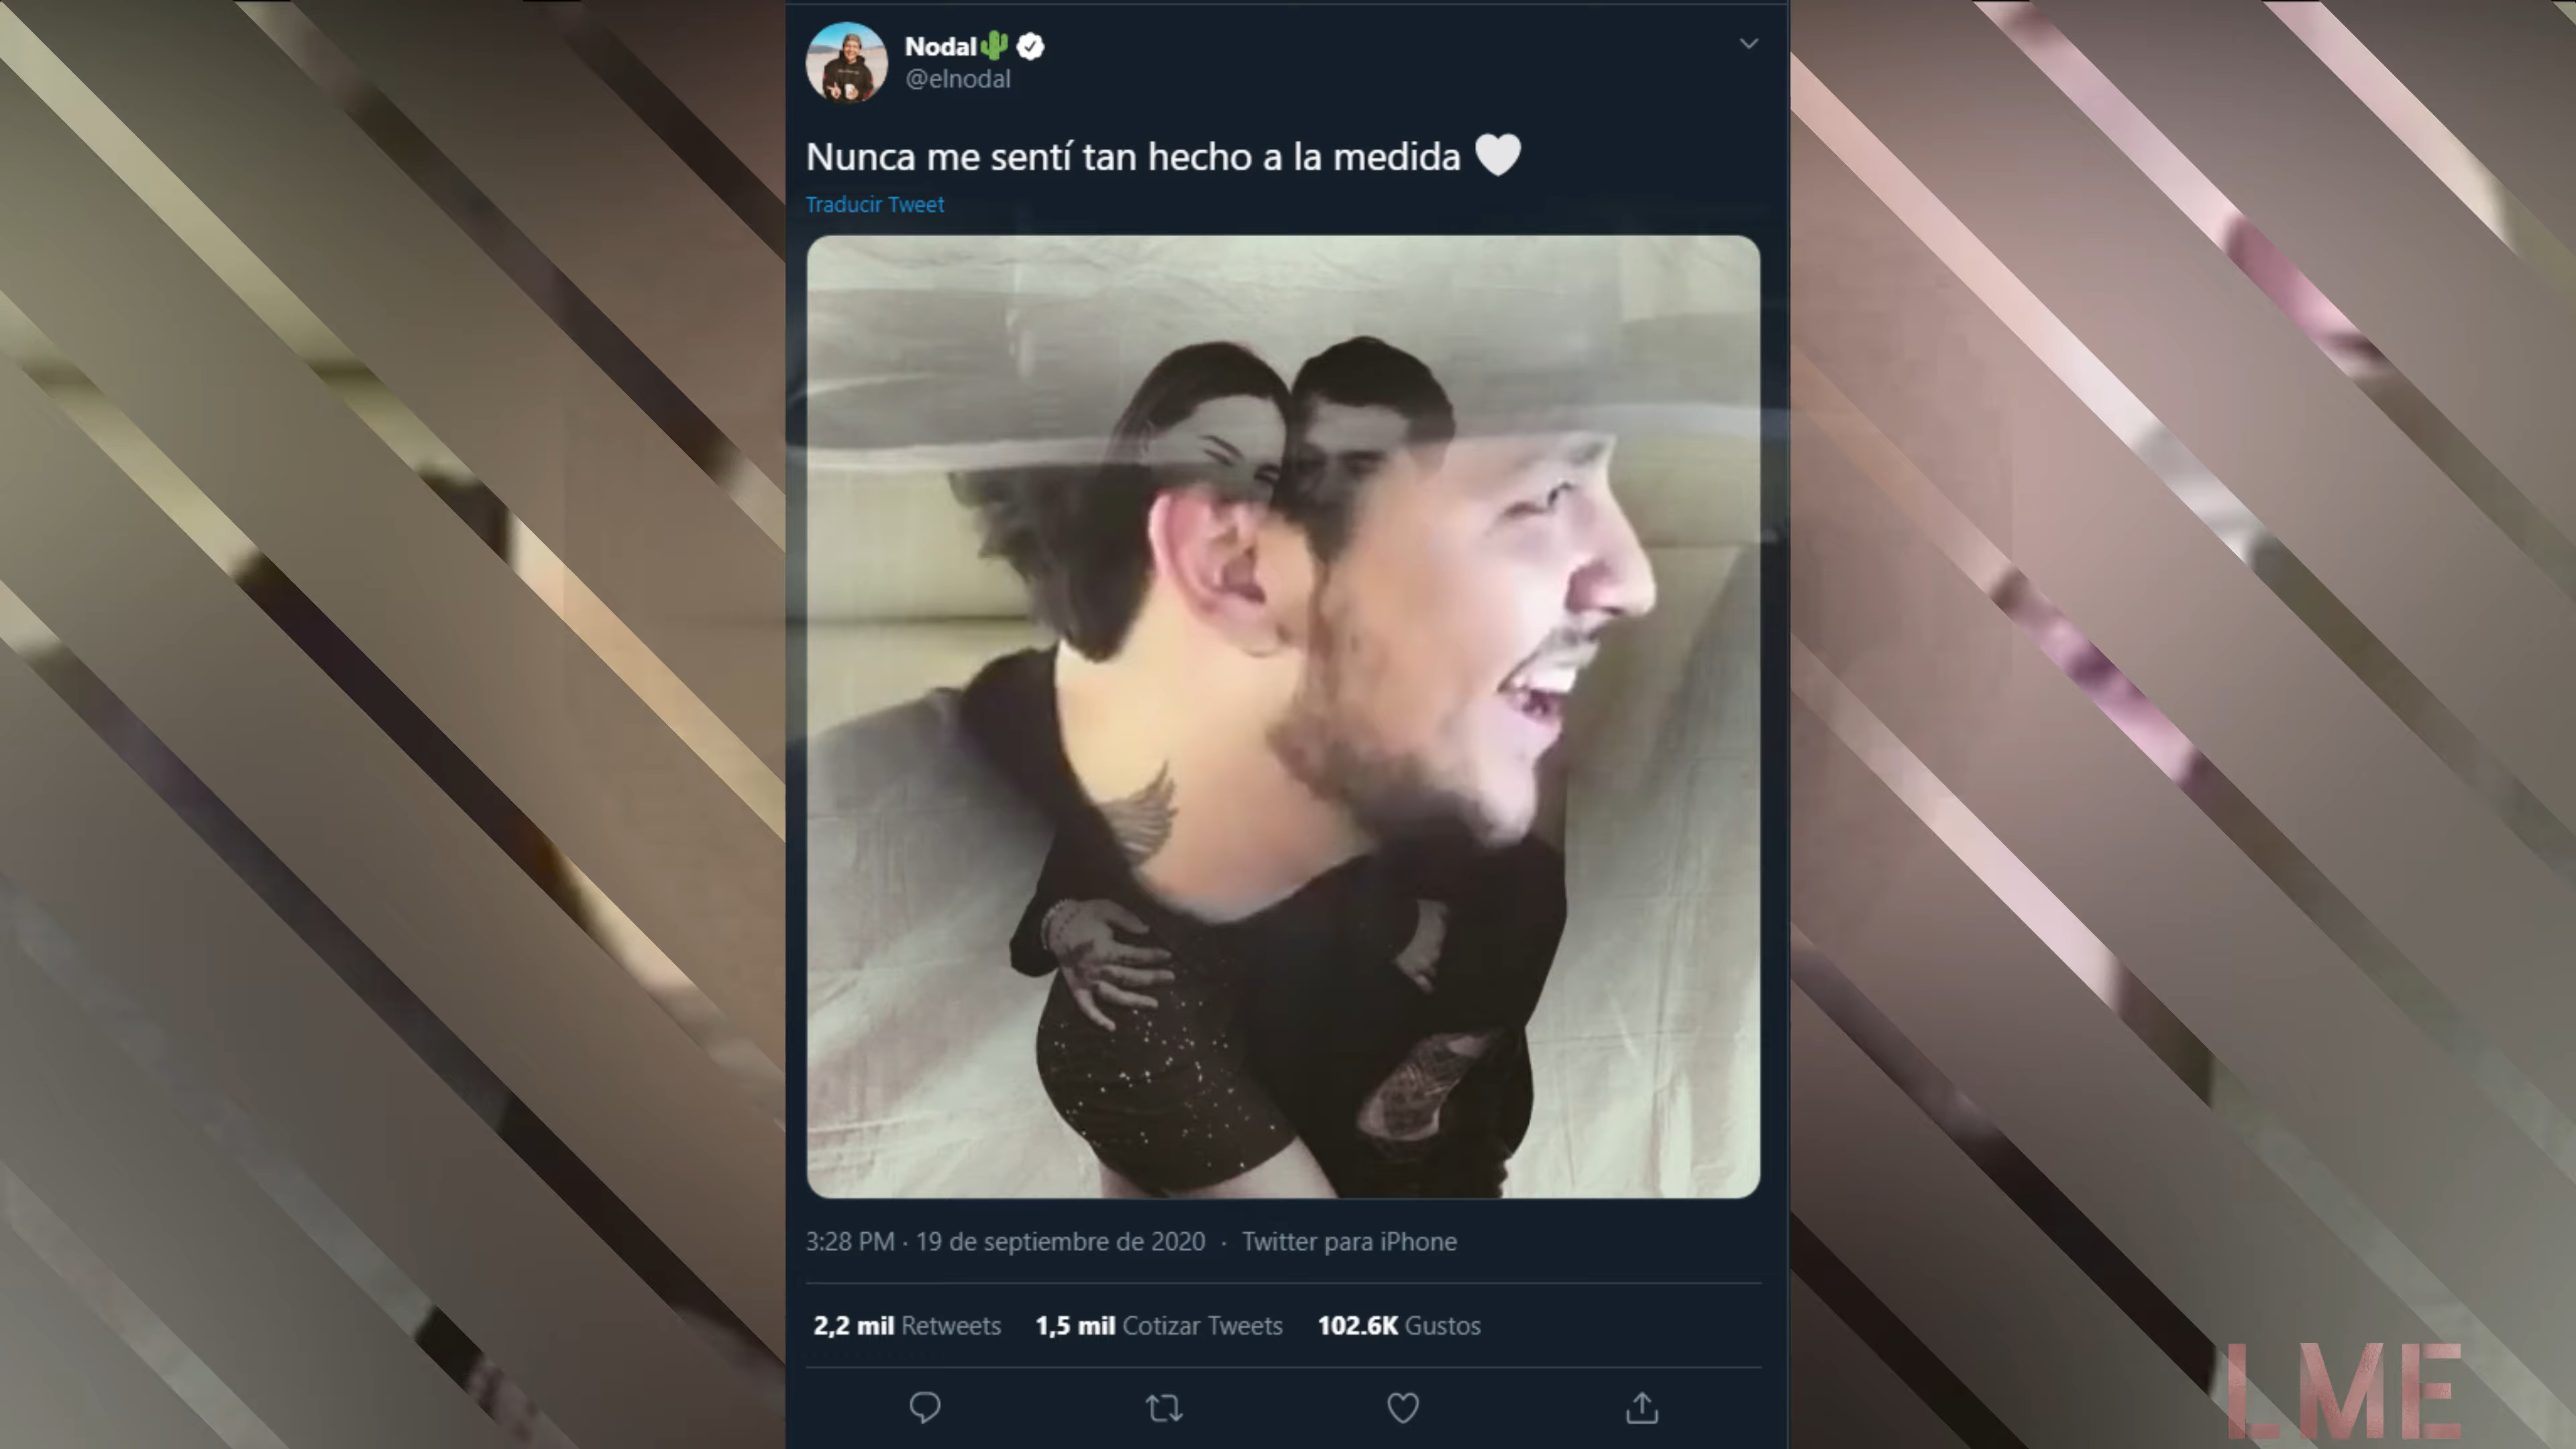 Nodal🌵
@elnodal
Nunca me sentí tan hecho a la medida 🤍
Traducir Tweet
3:28 PM · 19 de septiembre de 2020 · Twitter para iPhone
2,2 mil Retweets 1,5 mil Cotizar Tweets 102.6K Gustos
LME